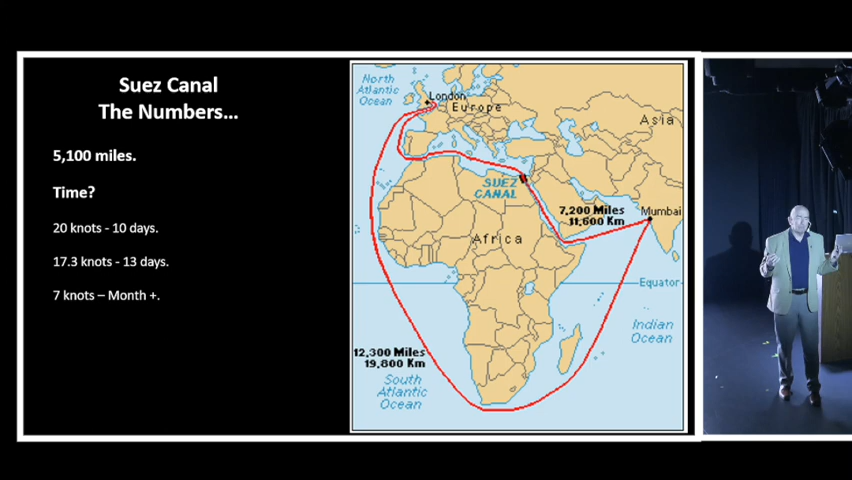 Suez Canal
The Numbers...
5,100 miles.
Time?
20 knots - 10 days.
17.3 knots - 13 days.
7 knots – Month +.
North
Atlantic
Ocean
London
Europe
Asia
SUEZ
CANAL
7,200 Miles
11,600 Km
Mumbai
Africa
Equator
Indian
Ocean
12,300 Miles
19,800 Km
South
Atlantic
Ocean